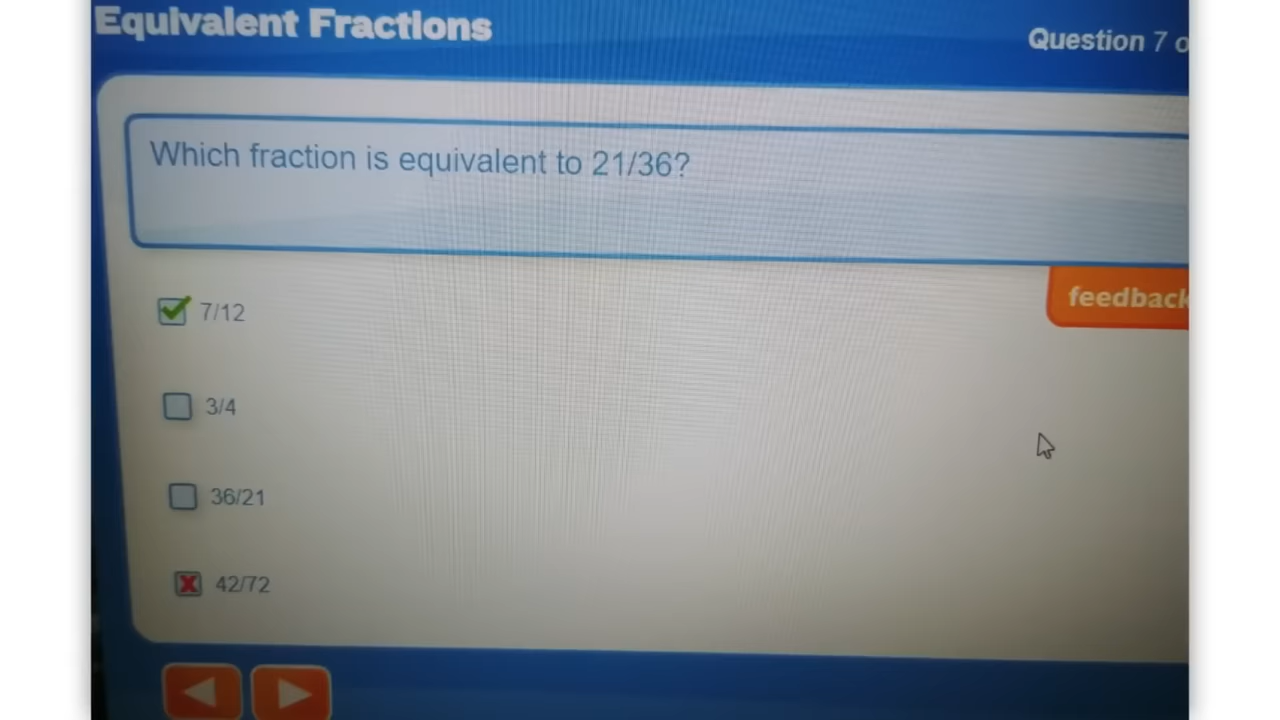 Equivalent Fractions
Question 7 o
Which fraction is equivalent to 21/36?
feedback
7/12
3/4
36/21
42/72